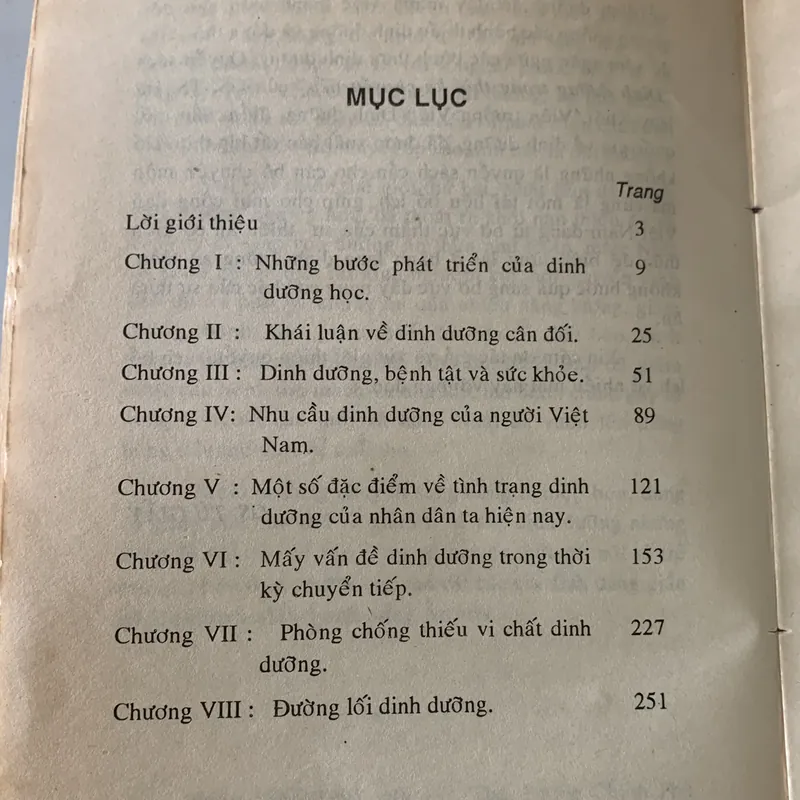 MỤC LỤC
Trang
Lời giới thiệu 3
Chương I : Những bước phát triển của dinh 9
dưỡng học.
Chương II : Khái luận về dinh dưỡng cân đối. 25
Chương III : Dinh dưỡng, bệnh tật và sức khỏe. 51
Chương IV: Nhu cầu dinh dưỡng của người Việt 89
Nam.
Chương V : Một số đặc điểm về tình trạng dinh 121
dưỡng của nhân dân ta hiện nay.
Chương VI : Mấy vấn đề dinh dưỡng trong thời 153
kỳ chuyển tiếp.
Chương VII : Phòng chống thiếu vi chất dinh 227
dưỡng.
Chương VIII : Đường lối dinh dưỡng. 251